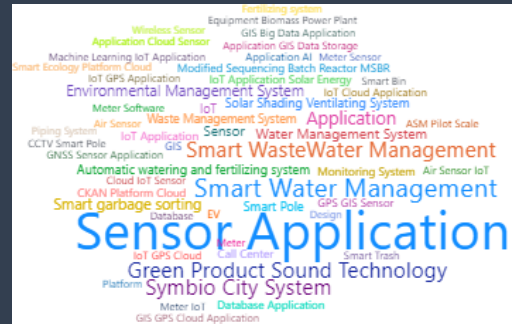 Fertilizing system
Equipment Biomass Power Plant
Wireless Sensor GIS Big Data Application
Application Cloud Sensor Application GIS Data Storage
Machine Learning IoT Application Application AI Meter Sensor
Smart Ecology Platform Cloud Modified Sequencing Batch Reactor MSBR
IoT GPS Application IoT Application Solar Energy Smart Bin
Environmental Management System IoT Cloud Application
Meter Software IoT Solar Shading Ventilating System
Air Sensor Waste Management System Application ASM Pilot Scale
Piping System IoT Application Sensor Water Management System
CCTV Smart Pole GIS Smart WasteWater Management
GNSS Sensor Application
Automatic watering and fertilizing system Monitoring System Air Sensor IoT
Cloud IoT Sensor Smart Water Management
CKAN Platform Cloud
Smart garbage sorting Smart Pole GPS GIS Sensor
Database EV Design
Sensor Application
Meter
IoT GPS Cloud Call Center Smart Trash
Green Product Sound Technology
Platform Symbio City System
Meter IoT Database Application
GIS GPS Cloud Application